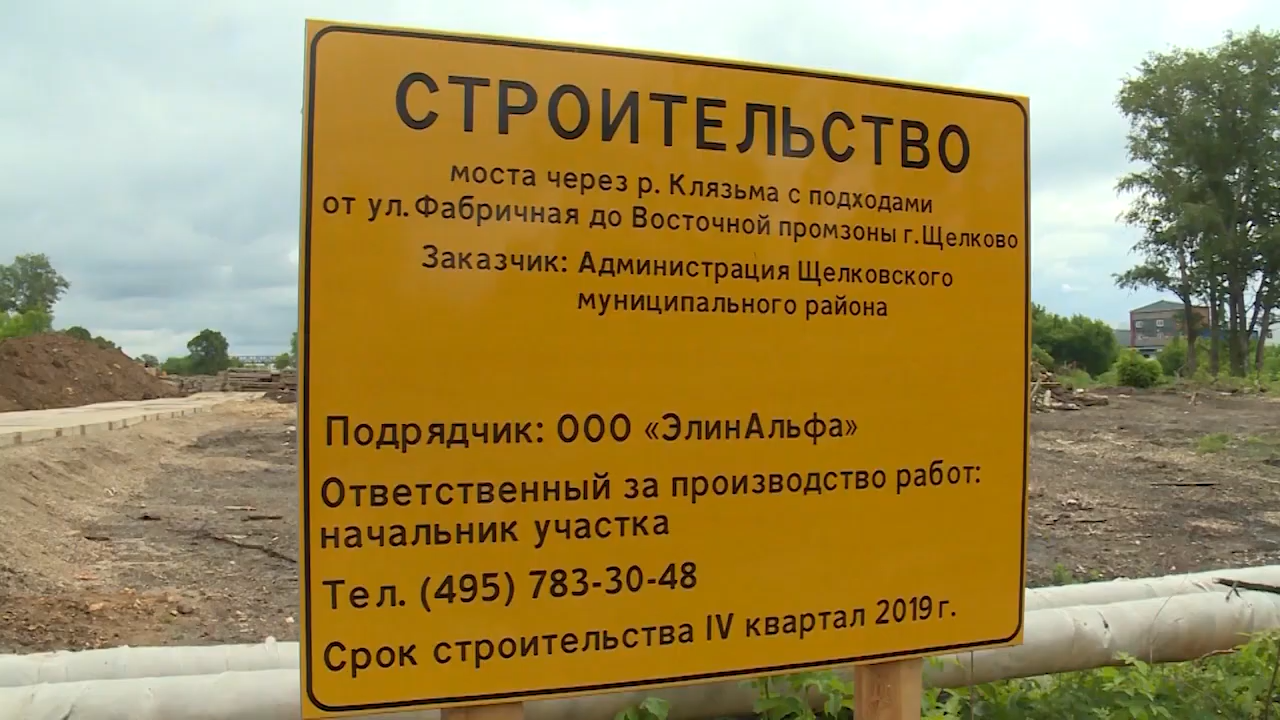 СТРОИТЕЛЬСТВО
моста через р. Клязьма с подходами
от ул. Фабричная до Восточной промзоны г.Щелково
Заказчик: Администрация Щелковского
муниципального района
Подрядчик: ООО «ЭлинАльфа»
Ответственный за производство работ:
начальник участка
Тел. (495) 783-30-48
Срок строительства IV квартал 2019 г.